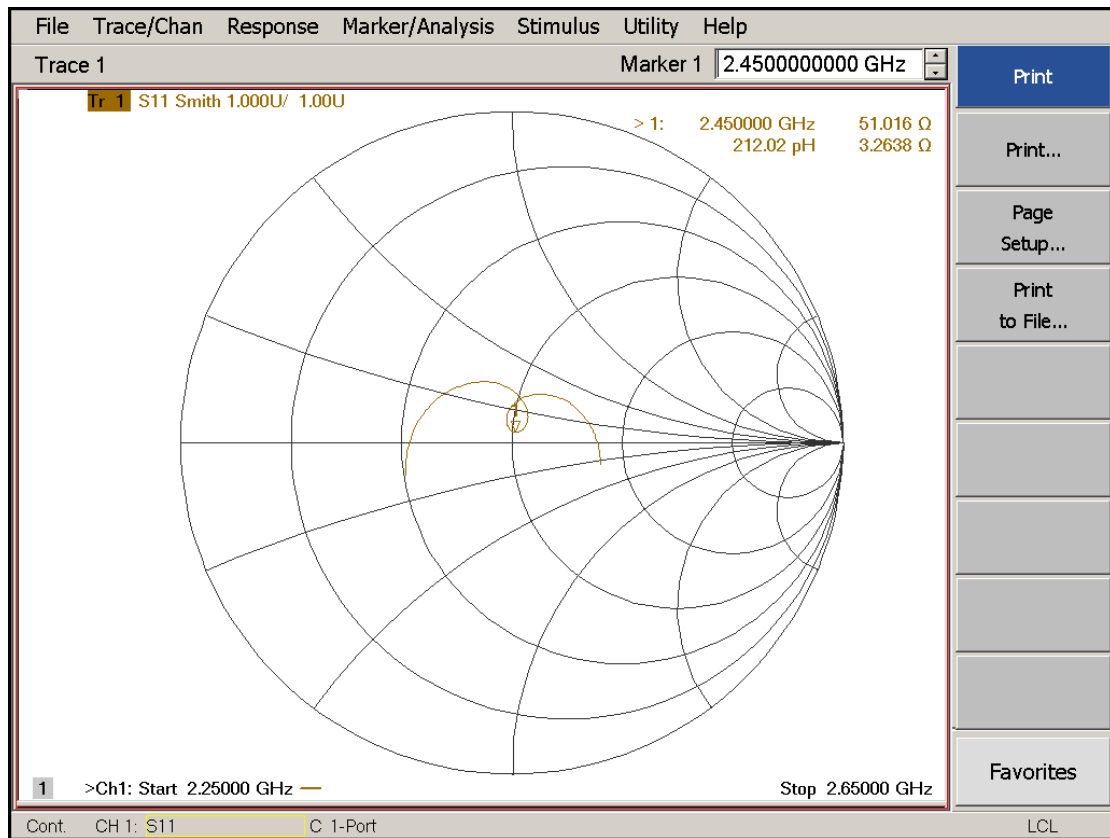 File Trace/Chan Response Marker/Analysis Stimulus Utility Help
Trace 1 Marker 1 2.4500000000 GHz
Tr 1 S11 Smith 1.000U/ 1.00U
> 1: 2.450000 GHz 51.016 Ω
212.02 pH 3.2638 Ω
1
1 >Ch1: Start 2.25000 GHz Stop 2.65000 GHz
Cont. CH 1: S11 C 1-Port LCL
Print
Print...
Page
Setup...
Print
to File...
Favorites